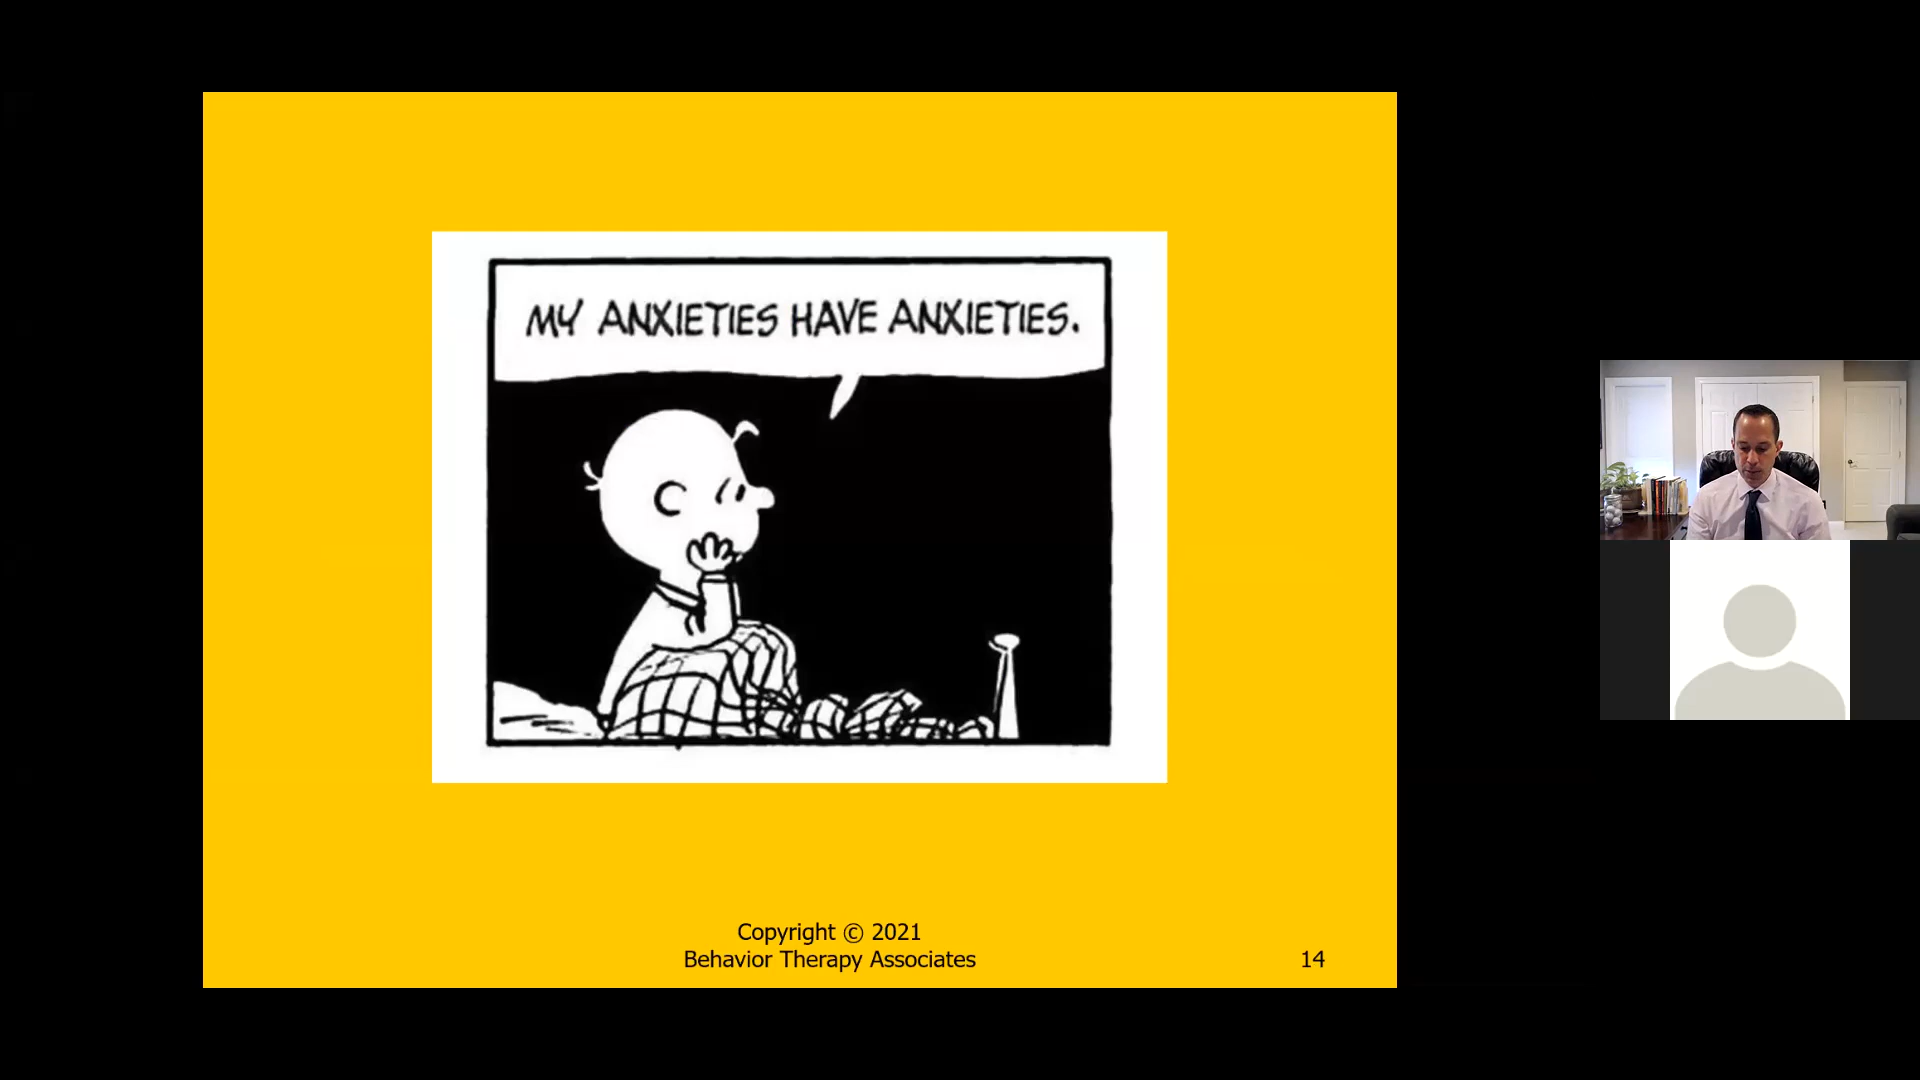 MY ANXIETIES HAVE ANXIETIES.
Copyright © 2021
Behavior Therapy Associates
14